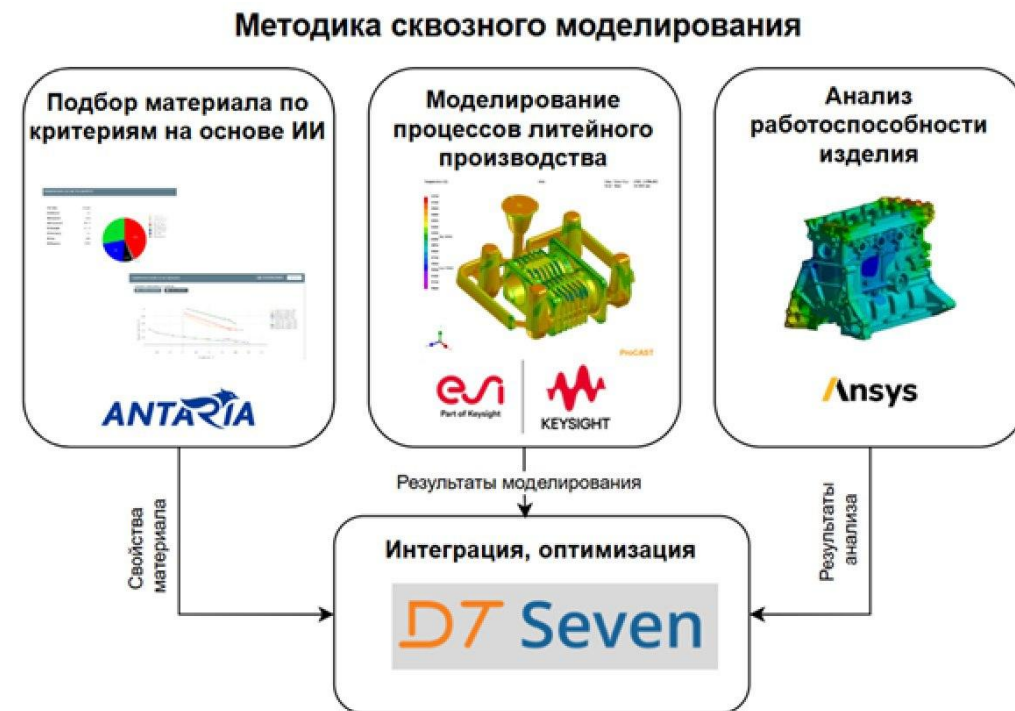 Методика сквозного моделирования
Подбор материала по
критериям на основе ИИ
ANTARIA
Моделирование
процессов литейного
производства
ProCAST
esi
Part of Keysight
KEYSIGHT
Анализ
работоспособности
изделия
Ansys
Свойства
материала
Результаты моделирования
Результаты
анализа
Интеграция, оптимизация
DT Seven